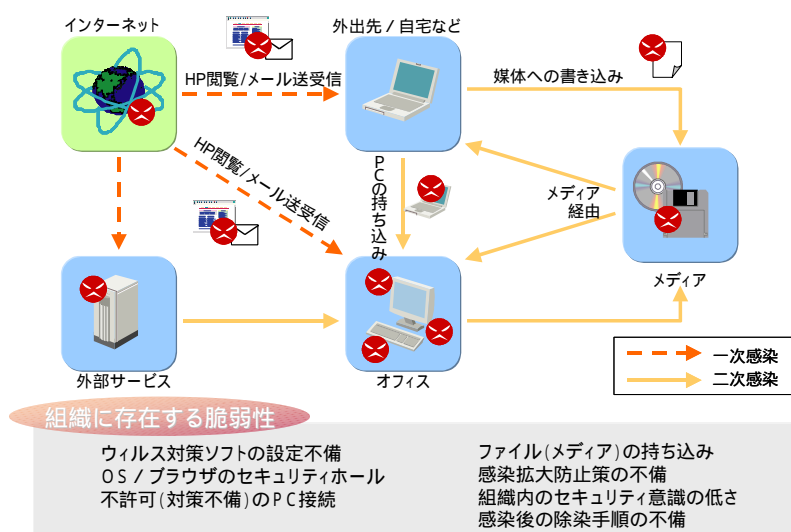 インターネット
外出先/自宅など
HP閲覧/メール送受信
媒体への書き込み
HP閲覧/メール送受信
PCの持ち込み
メディア
経由
メディア
外部サービス
オフィス
一次感染
二次感染
組織に存在する脆弱性
ウィルス対策ソフトの設定不備
OS/ブラウザのセキュリティホール
不許可(対策不備)のPC接続
ファイル(メディア)の持ち込み
感染拡大防止策の不備
組織内のセキュリティ意識の低さ
感染後の除染手順の不備